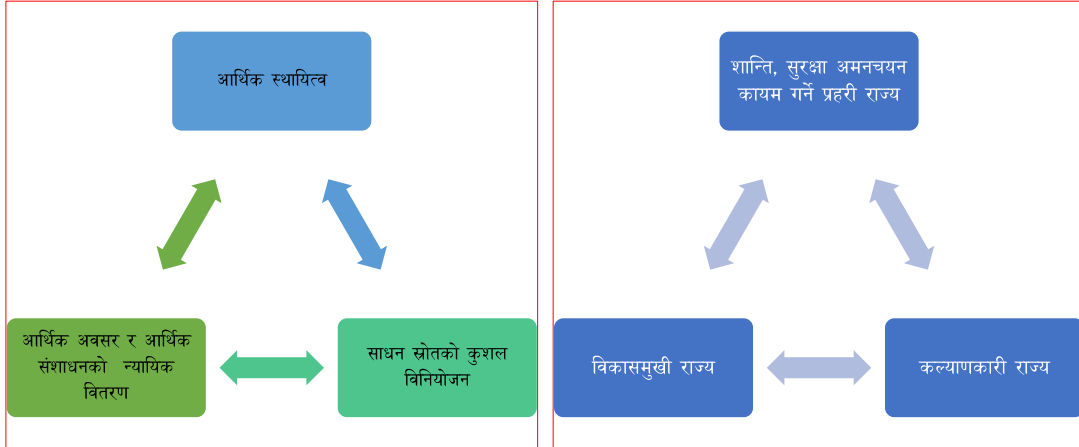 आर्थिक स्थायित्व
आर्थिक अवसर र आर्थिक
संशाधनको न्यायिक
वितरण
साधन स्रोतको कुशल
विनियोजन
शान्ति, सुरक्षा अमनचयन
कायम गर्ने प्रहरी राज्य
विकासमुखी राज्य
कल्याणकारी राज्य